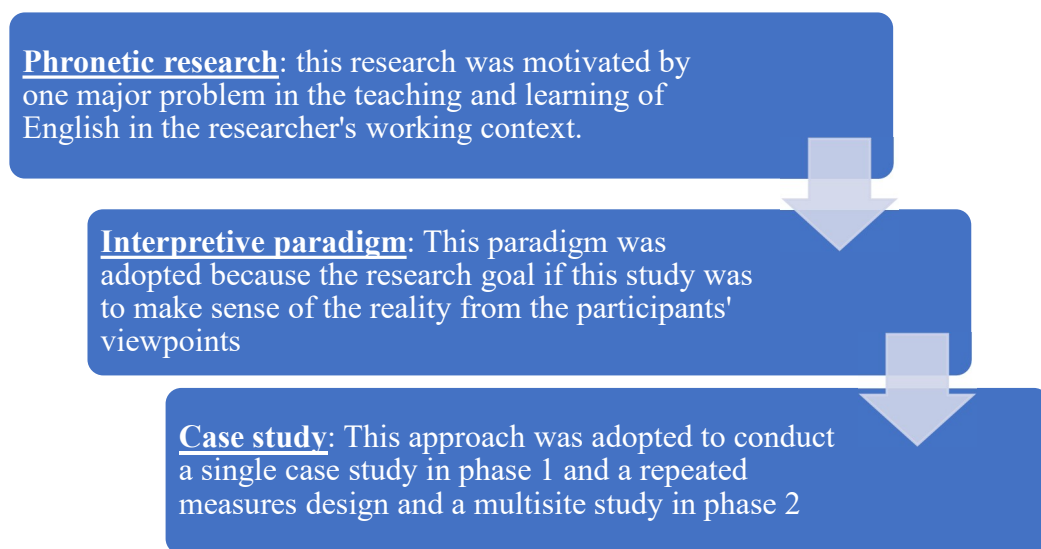 Phronetic research: this research was motivated by
one major problem in the teaching and learning of
English in the researcher's working context.
Interpretive paradigm: This paradigm was
adopted because the research goal if this study was
to make sense of the reality from the participants'
viewpoints
Case study: This approach was adopted to conduct
a single case study in phase 1 and a repeated
measures design and a multisite study in phase 2